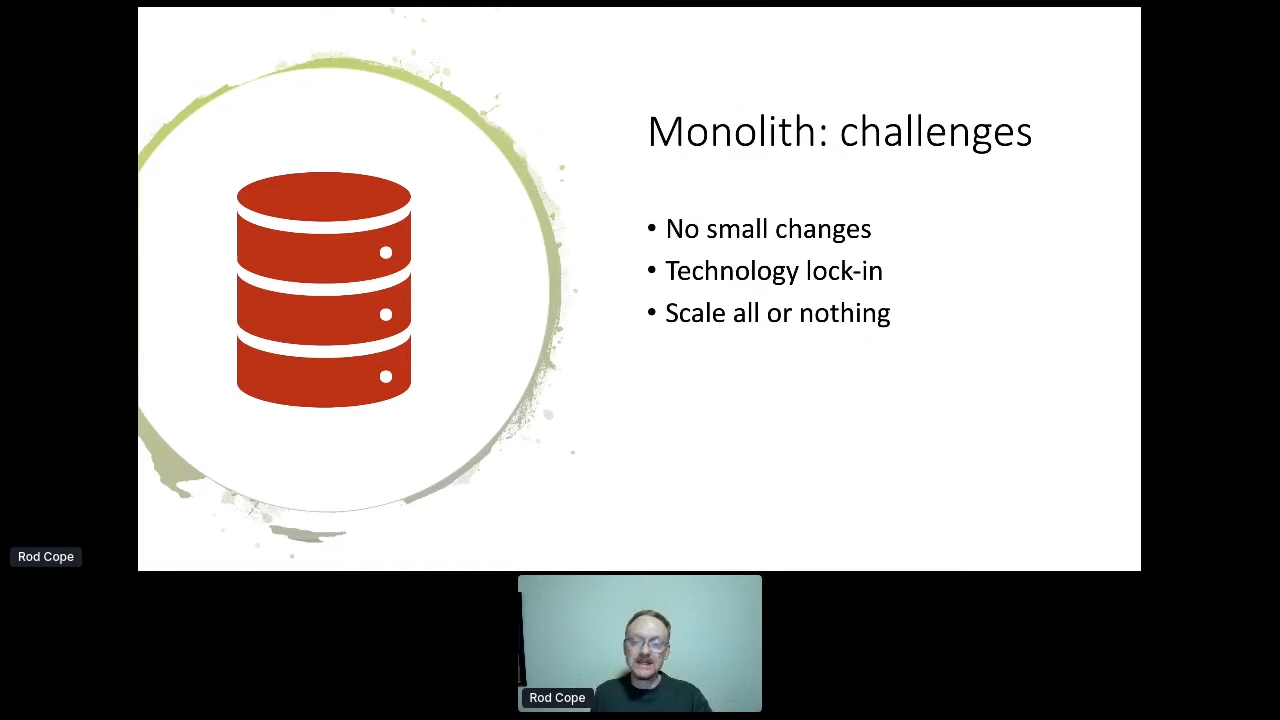 Monolith: challenges
• No small changes
• Technology lock-in
• Scale all or nothing
Rod Cope
Rod Cope